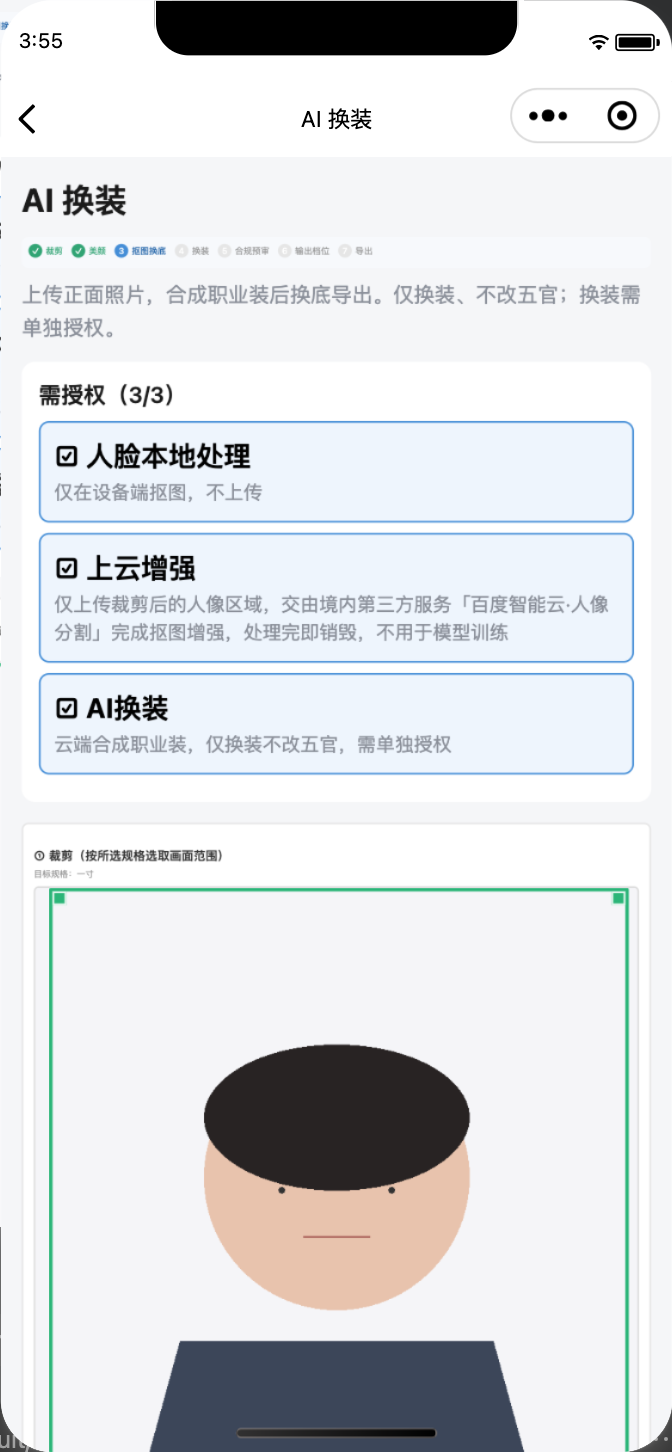 3:55
AI 换装
AI 换装
裁剪 美颜 3 抠图换底 4 换装 5 合规预审 6 输出档位 7 导出
上传正面照片，合成职业装后换底导出。仅换装、不改五官；换装需
单独授权。
需授权（3/3）
人脸本地处理
仅在设备端抠图，不上传
上云增强
仅上传裁剪后的人像区域，交由境内第三方服务「百度智能云·人像
分割」完成抠图增强，处理完即销毁，不用于模型训练
AI换装
云端合成职业装，仅换装不改五官，需单独授权
① 裁剪（按所选规格选取画面范围）
目标规格：一寸